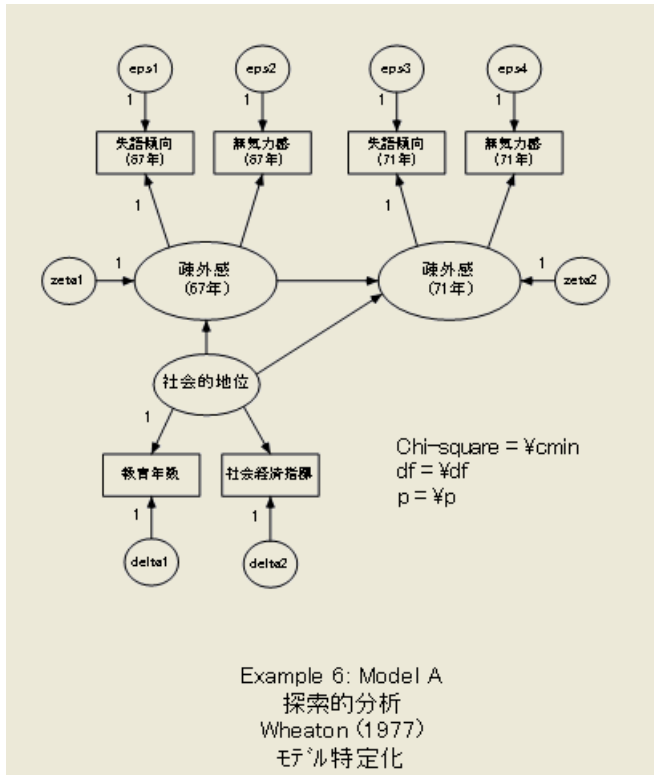 eps1
eps2
eps3
eps4
1
1
1
1
失語傾向
(67年)
無気力感
(67年)
失語傾向
(71年)
無気力感
(71年)
1
1
zeta1
1
疎外感
(67年)
疎外感
(71年)
1
zeta2
社会的地位
1
教育年数
社会経済指標
Chi-square = ¥cmin
df = ¥df
p = ¥p
1
1
delta1
delta2
Example 6: Model A
探索的分析
Wheaton (1977)
モデル特定化